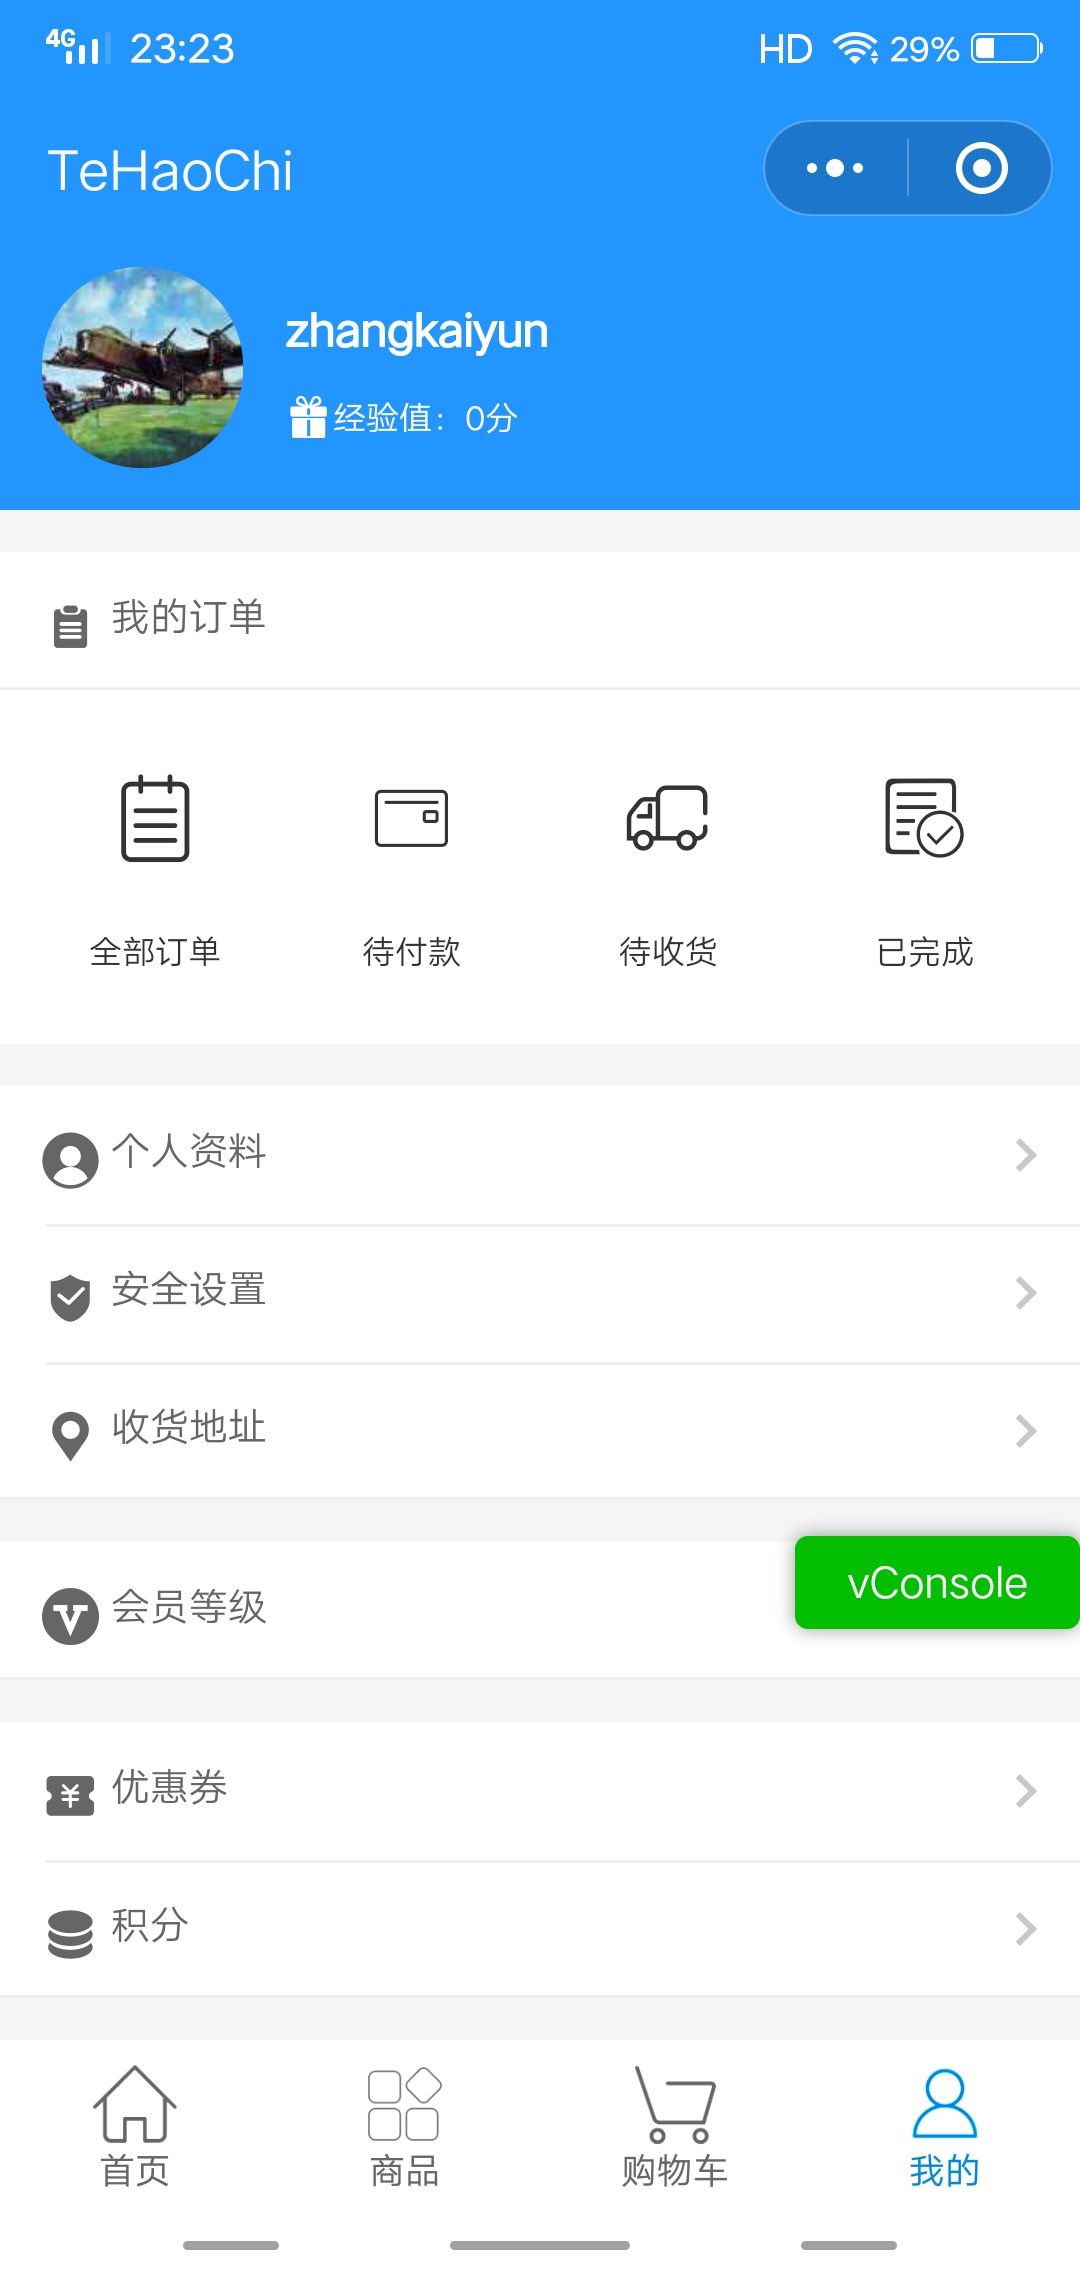 4G 23:23 HD 29%
TeHaoChi
zhangkaiyun
经验值：0分
我的订单
全部订单 待付款 待收货 已完成
个人资料
安全设置
收货地址
vConsole
会员等级
优惠券
积分
首页 商品 购物车 我的